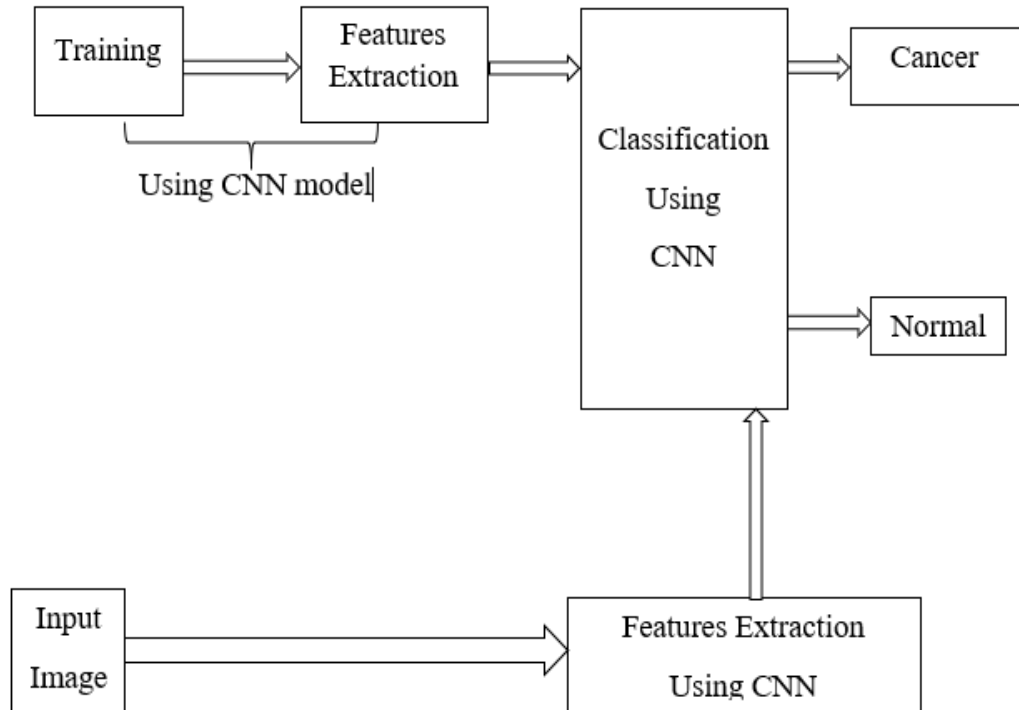 Training
Features
Extraction
Using CNN model
Classification
Using
CNN
Cancer
Normal
Input
Image
Features Extraction
Using CNN